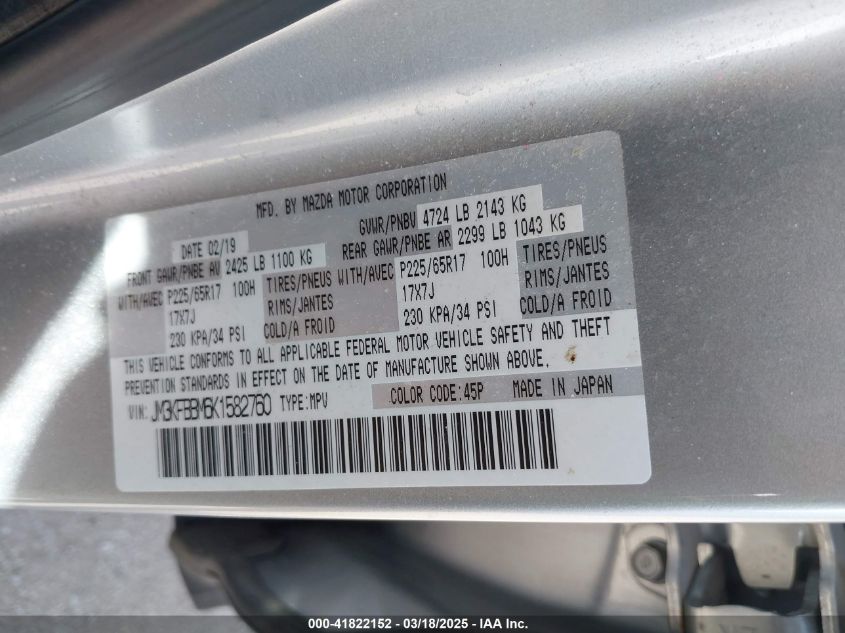 MFD. BY MAZDA MOTOR CORPORATION
DATE 02/19 GVWR/PNBV 4724 LB 2143 KG
FRONT GAWR/PNBE AV 2425 LB 1100 KG REAR GAWR/PNBE AR 2299 LB 1043 KG
WITH/AVEC P225/65R17 100H TIRES/PNEUS WITH/AVEC P225/65R17 100H TIRES/PNEUS
17X7J RIMS/JANTES 17X7J RIMS/JANTES
230 KPA/34 PSI COLD/A FROID 230 KPA/34 PSI COLD/A FROID
THIS VEHICLE CONFORMS TO ALL APPLICABLE FEDERAL MOTOR VEHICLE SAFETY AND THEFT
PREVENTION STANDARDS IN EFFECT ON THE DATE OF MANUFACTURE SHOWN ABOVE.
VIN: JM3KFBBM6K1582760 TYPE:MPV COLOR CODE:45P MADE IN JAPAN
000-41822152 - 03/18/2025 - IAA Inc.